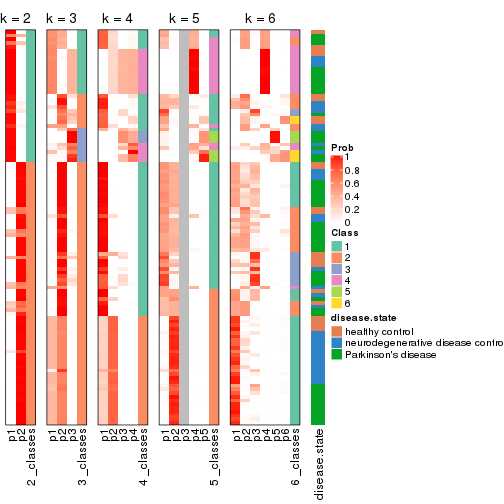 k = 2 k = 3 k = 4 k = 5 k = 6
Prob
1
0.8
0.6
0.4
0.2
0
Class
1
2
3
4
5
6
disease.state
healthy control
neurodegenerative disease contro
Parkinson's disease
p1 p2 2_classes p1 p2 p3 3_classes p1 p2 p3 p4 4_classes p1 p2 p3 p4 p5 5_classes p1 p2 p3 p4 p5 p6 6_classes disease.state